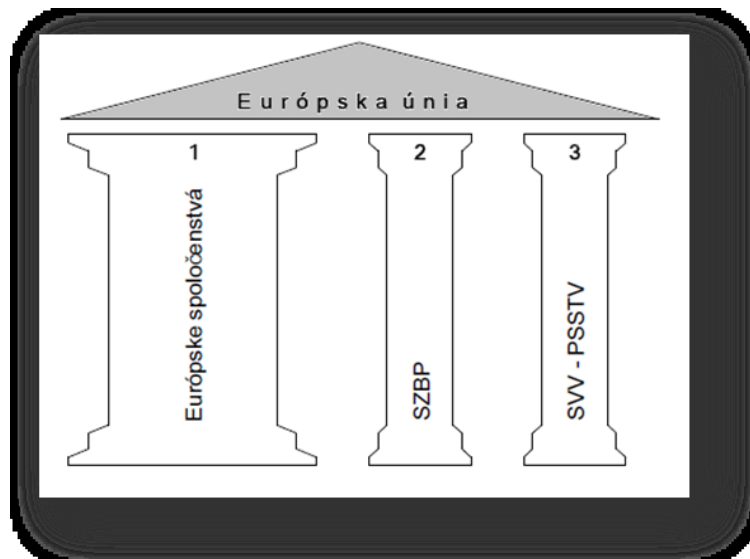 Európska únia
1
Európske spoločenstvá
2
SZBP
3
SVV - PSSTV